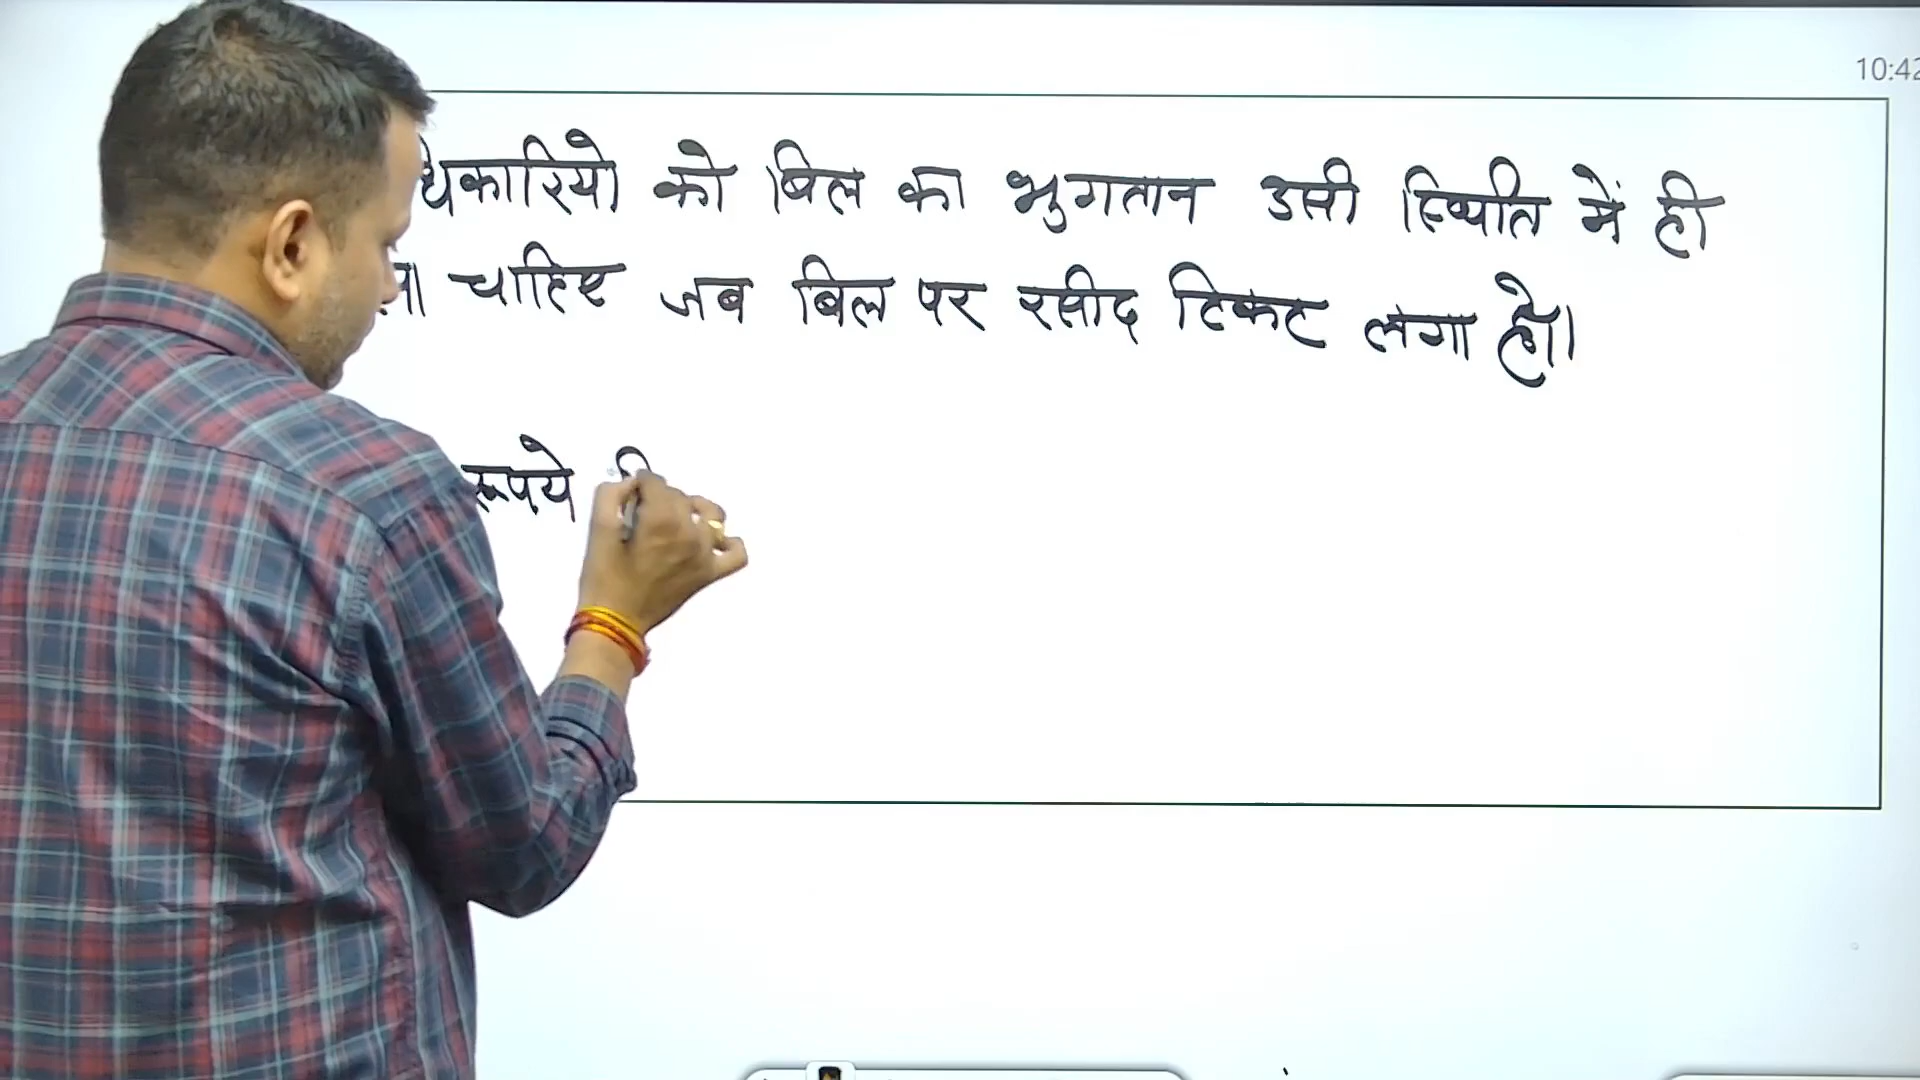 10:42
धिकारियो को बिल का भुगतान उसी स्थिति में ही
चाहिए जब बिल पर रसीद टिकट लगा हो।
रूपये